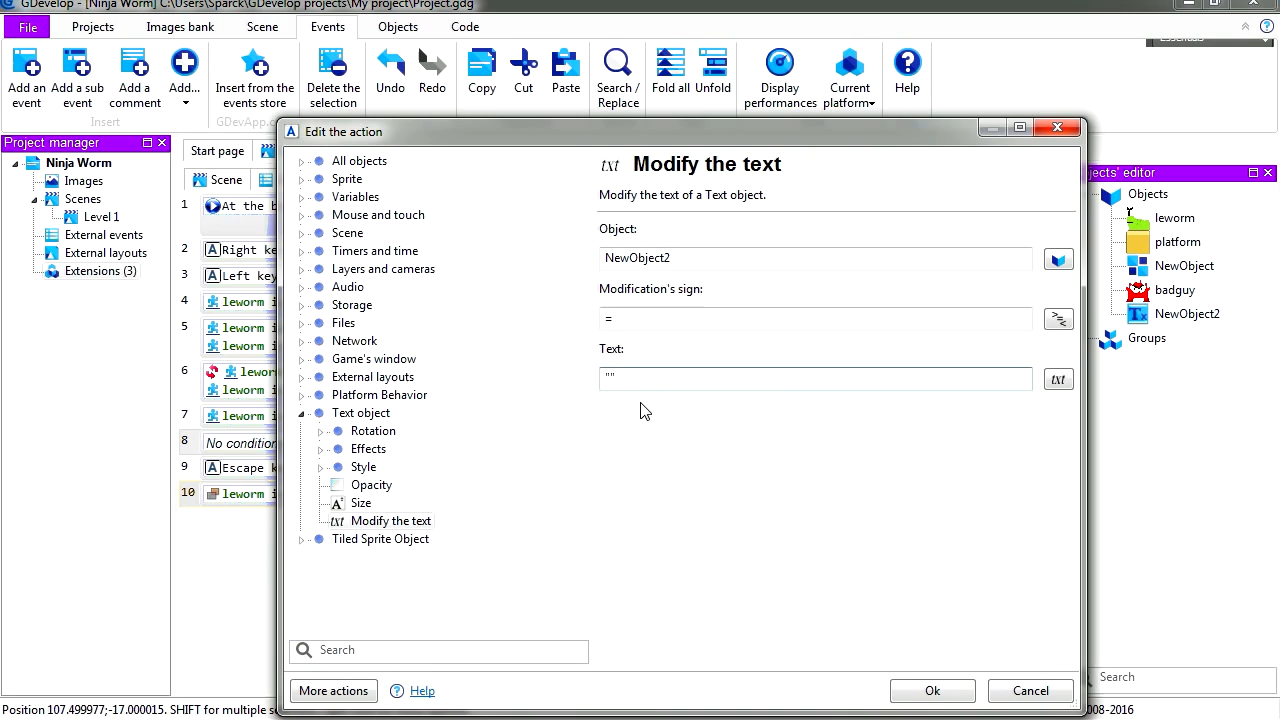 GDevelop - [Ninja Worm] C:\Users\Sparck\GDevelop projects\My project\Project.gdg
File Projects Images bank Scene Events Objects Code
Add an event
Add a sub event
Add a comment
Add...
Insert from the events store
Delete the selection
Undo
Redo
Copy
Cut
Paste
Search / Replace
Fold all
Unfold
Display performances
Current platform
Help
Insert
GDevApp.c
Project manager
Ninja Worm
Images
Scenes
Level 1
External events
External layouts
Extensions (3)
Start page
Scene
1 At the b
2 Right ke
3 Left key
4 leworm i
5 leworm i
leworm i
6 leworm
leworm i
7 leworm i
8 No condition
9 Escape k
10 leworm i
Edit the action
All objects
Sprite
Variables
Mouse and touch
Scene
Timers and time
Layers and cameras
Audio
Storage
Files
Network
Game's window
External layouts
Platform Behavior
Text object
Rotation
Effects
Style
Opacity
Size
txt Modify the text
Tiled Sprite Object
Search
More actions
Help
txt Modify the text
Modify the text of a Text object.
Object:
NewObject2
Modification's sign:
=
Text:
""
txt
Ok
Cancel
jects' editor
Objects
leworm
platform
NewObject
badguy
NewObject2
Groups
Search
Position 107.499977;-17.000015. SHIFT for multiple s
008-2016